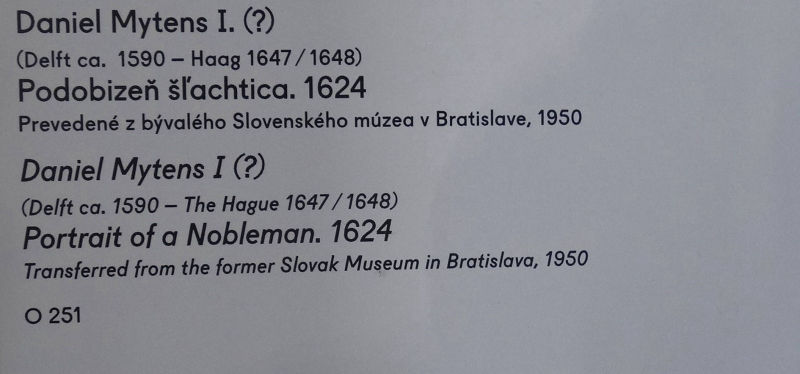 Daniel Mytens I. (?)
(Delft ca. 1590 – Haag 1647 / 1648)
Podobizeň šľachtica. 1624
Prevedené z bývalého Slovenského múzea v Bratislave, 1950
Daniel Mytens I (?)
(Delft ca. 1590 – The Hague 1647 / 1648)
Portrait of a Nobleman. 1624
Transferred from the former Slovak Museum in Bratislava, 1950
O 251